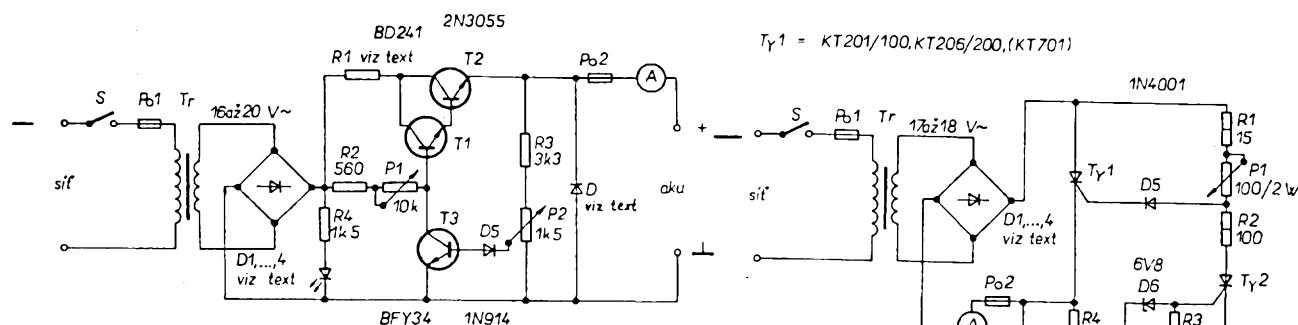 BD241
2N3055
R1 viz text
T2
Po2
A
S
Po1
Tr
16až20 V~
T1
R2
560
P1
10k
R3
3k3
+
síť
D
viz text
aku
R4
1k5
T3
D5
P2
1k5
D1,...,4
viz text
BFY34
1N914
Ty1 = KT201/100, KT206/200, (KT701)
1N4001
S
Po1
Tr
17až18 V~
R1
15
Ty1
D5
P1
100/2W
síť
R2
100
D1,...,4
viz text
6V8
D6
Ty2
Po2
A
R4
R3